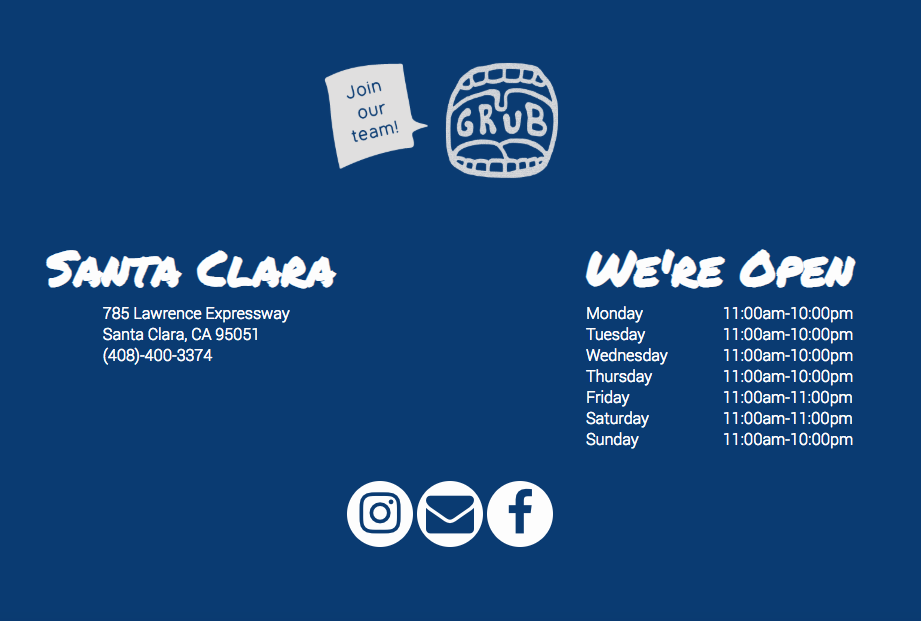 Join
our
team!
GRUB
Santa Clara
785 Lawrence Expressway
Santa Clara, CA 95051
(408)-400-3374
We're Open
Monday 11:00am-10:00pm
Tuesday 11:00am-10:00pm
Wednesday 11:00am-10:00pm
Thursday 11:00am-10:00pm
Friday 11:00am-11:00pm
Saturday 11:00am-11:00pm
Sunday 11:00am-10:00pm